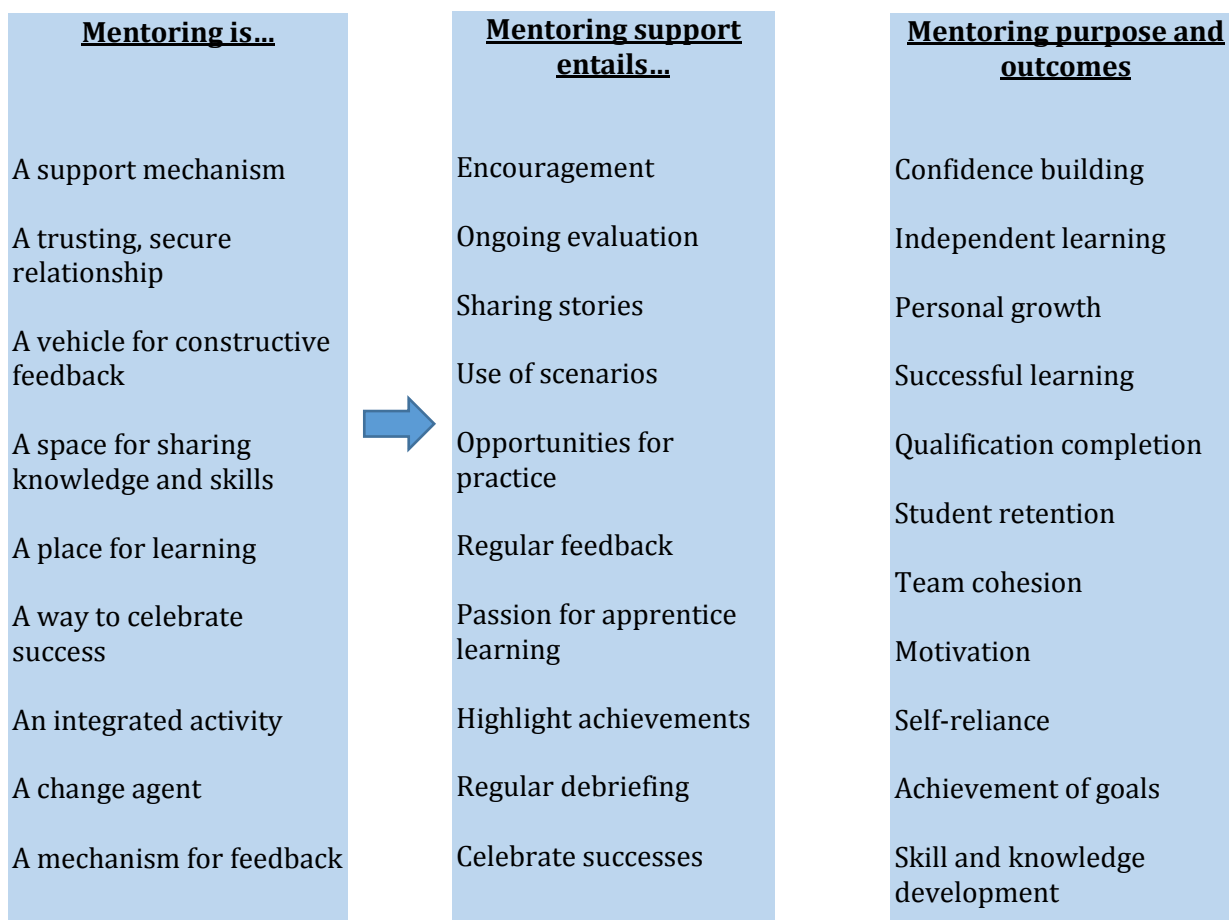 Mentoring is…
A support mechanism
A trusting, secure
relationship
A vehicle for constructive
feedback
A space for sharing
knowledge and skills
A place for learning
A way to celebrate
success
An integrated activity
A change agent
A mechanism for feedback
Mentoring support
entails…
Encouragement
Ongoing evaluation
Sharing stories
Use of scenarios
Opportunities for
practice
Regular feedback
Passion for apprentice
learning
Highlight achievements
Regular debriefing
Celebrate successes
Mentoring purpose and
outcomes
Confidence building
Independent learning
Personal growth
Successful learning
Qualification completion
Student retention
Team cohesion
Motivation
Self-reliance
Achievement of goals
Skill and knowledge
development